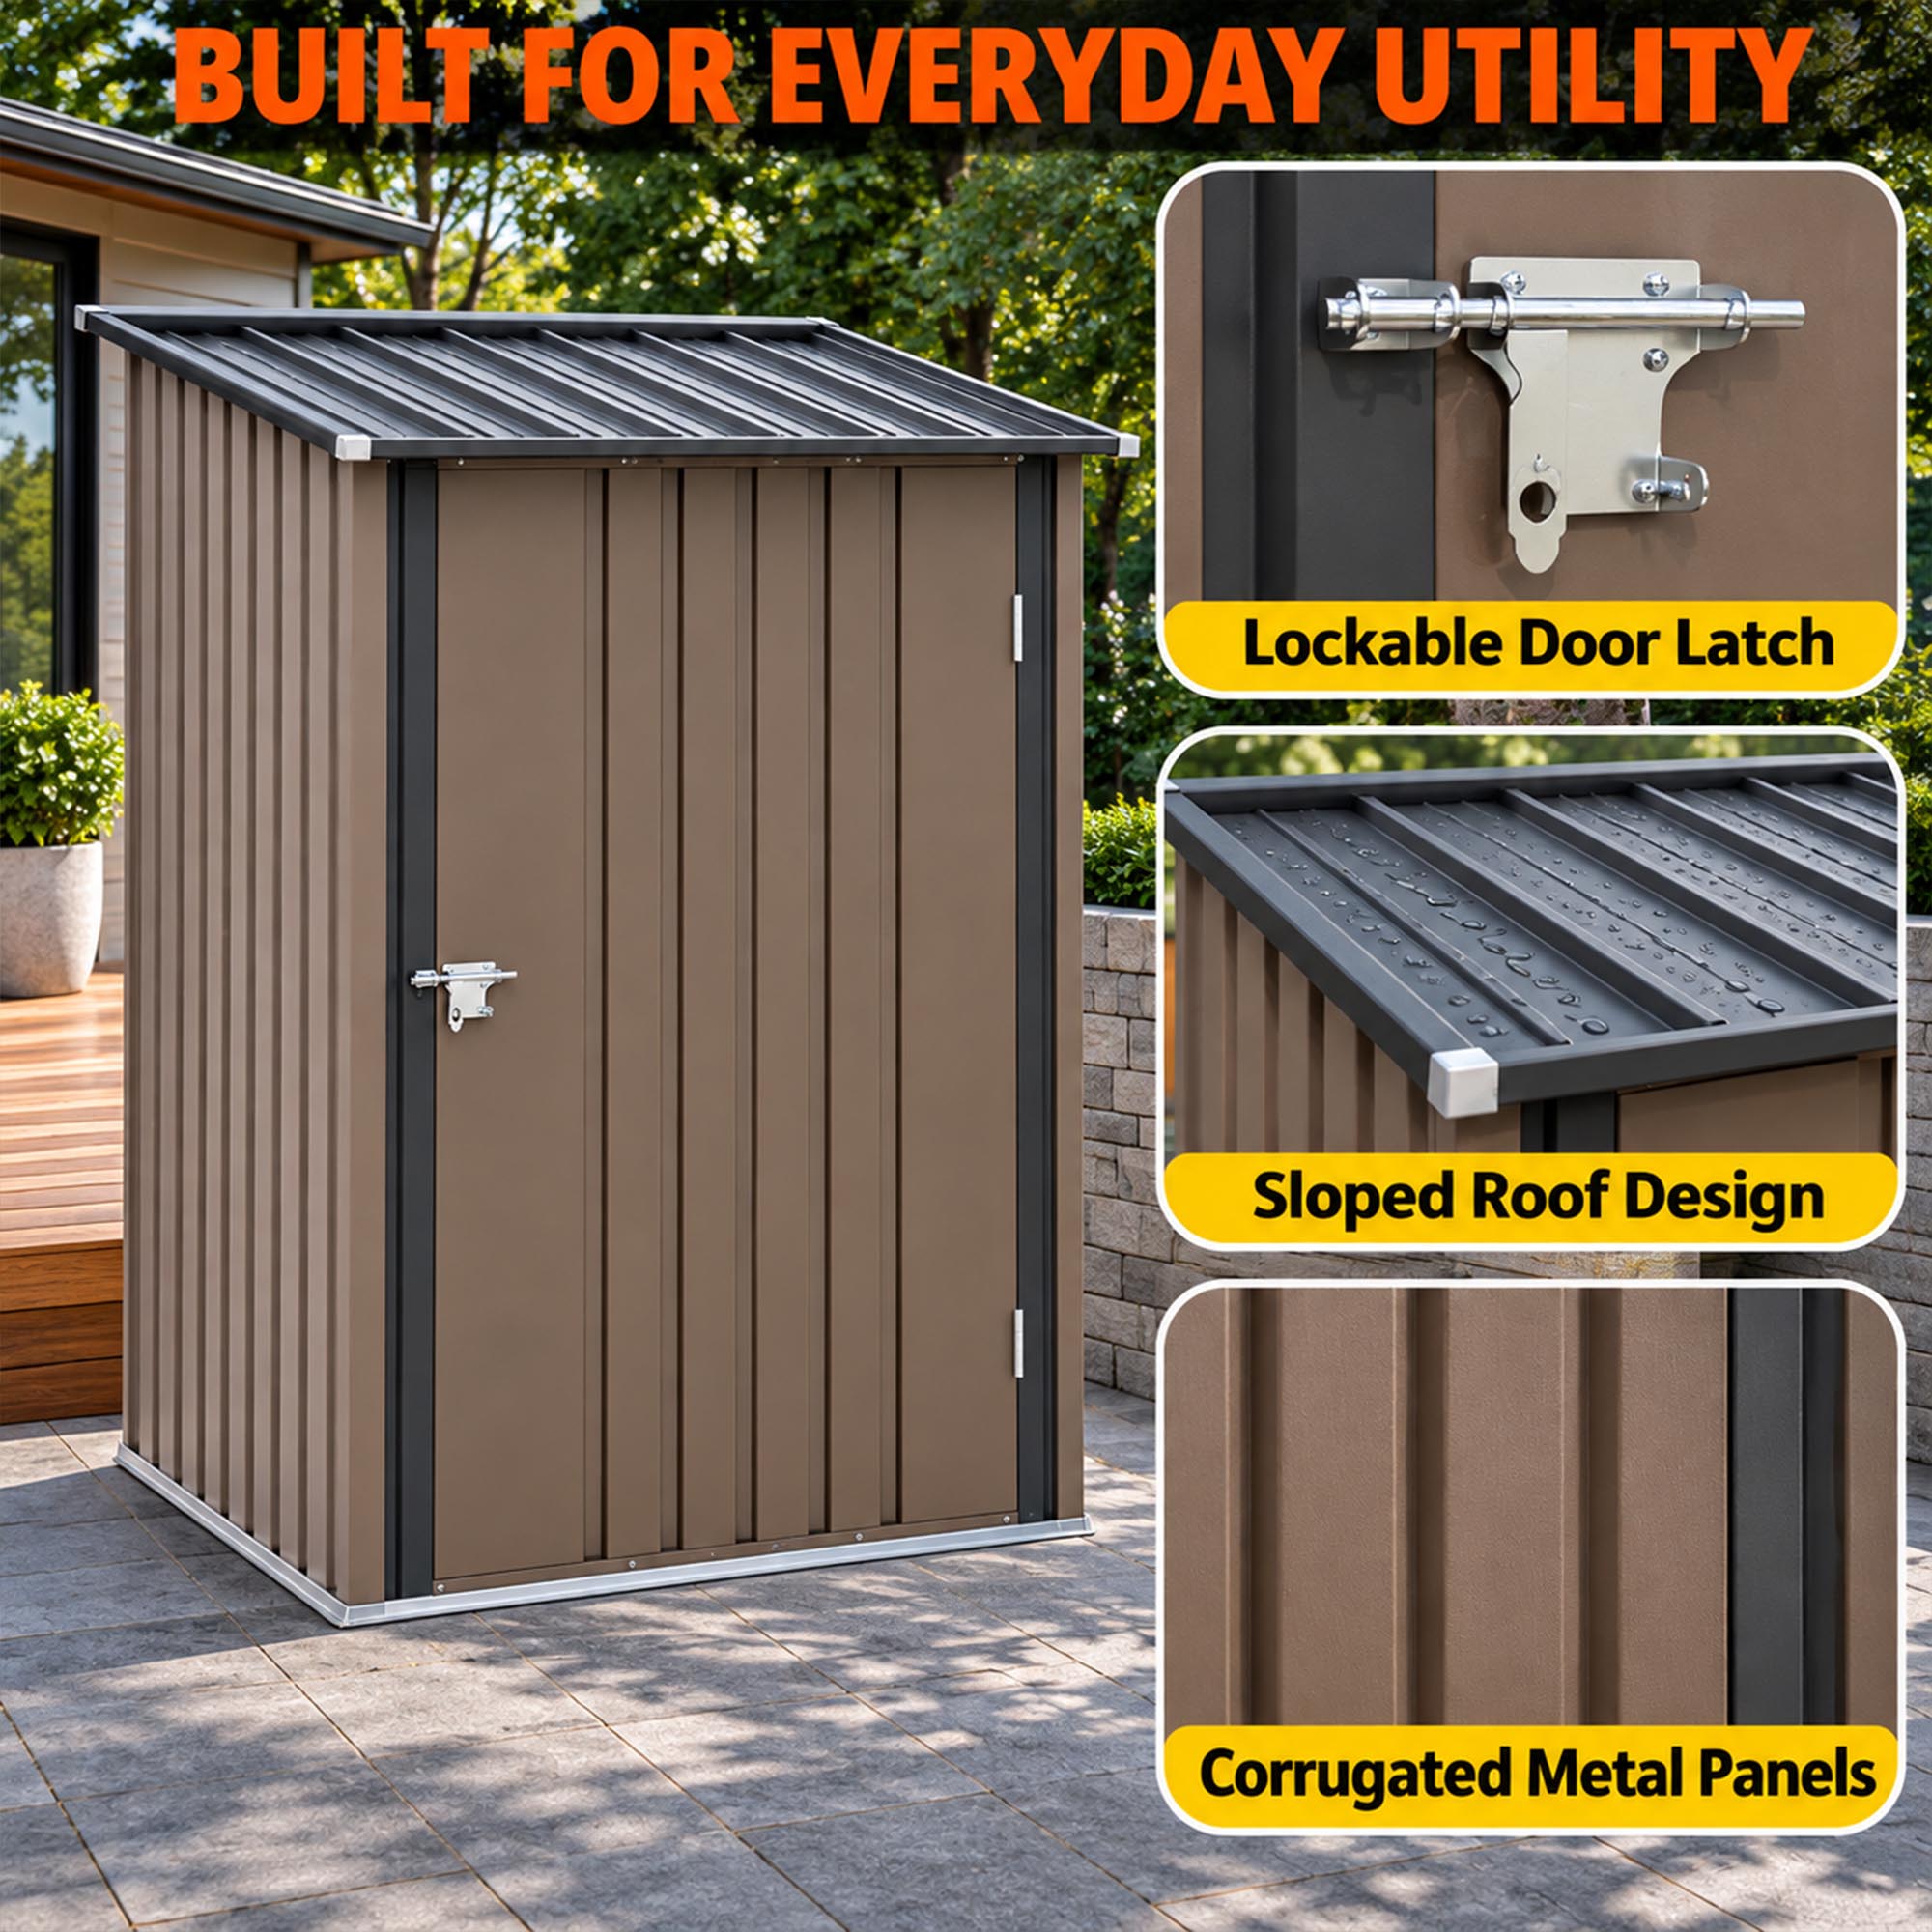 BUILT FOR EVERYDAY UTILITY
Lockable Door Latch
Sloped Roof Design
Corrugated Metal Panels